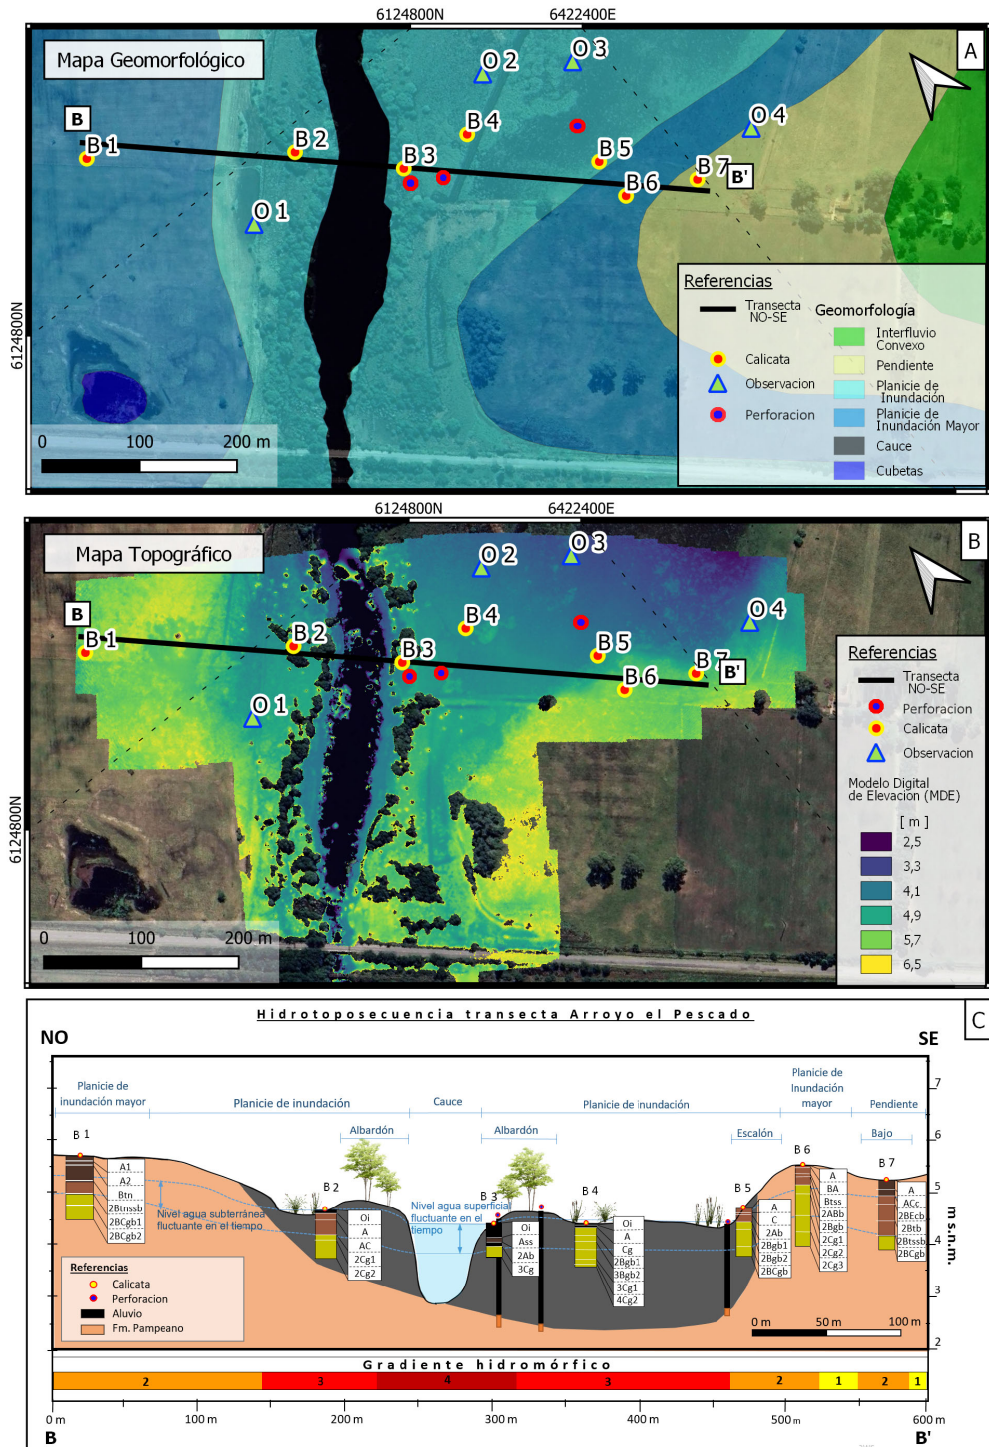 6124800N
6422400E
Mapa Geomorfológico
A
O 2
O 3
O 4
B
B 1
B 2
B 3
B 4
B 5
B 6
B 7
B'
O 1
6124800N
Referencias
Transecta
NO-SE
Calicata
Observacion
Perforacion
Geomorfología
Interfluvio
Convexo
Pendiente
Planicie de
Inundación
Planicie de
Inundación Mayor
Cauce
Cubetas
0 100 200 m
6124800N
6422400E
Mapa Topográfico
B
O 2
O 3
O 4
B
B 1
B 2
B 3
B 4
B 5
B 6
B 7
B'
O 1
6124800N
Referencias
Transecta
NO-SE
Perforacion
Calicata
Observacion
Modelo Digital
de Elevacion (MDE)
[ m ]
2,5
3,3
4,1
4,9
5,7
6,5
0 100 200 m
Hidrotoposecuencia transecta Arroyo el Pescado
C
NO
SE
Planicie de
inundación mayor
Planicie de inundación
Cauce
Planicie de inundación
Planicie de
Inundación
mayor
Pendiente
Albardón
Albardón
Escalón
Bajo
B 1
A1
A2
Btn
2Btnssb
2BCgb1
2BCgb2
Nivel agua subterránea
fluctuante en el tiempo
B 2
Oi
A
AC
2Cg1
2Cg2
Nivel agua superficial
fluctuante en el
tiempo
B 3
Oi
Ass
2Ab
3Cg
B 4
Oi
A
Cg
2Bgb1
3Bgb2
3Cg1
4Cg2
B 5
A
C
2Ab
2Bgb1
2Bgb2
2BCgb
B 6
A
BA
Btss
2ABb
2Bgb
2Cg1
2Cg2
2Cg3
B 7
A
ACc
2BEcb
2Btb
2Btssb
2BCgb
7
6
5
4
3
2
m s.n.m.
Referencias
Calicata
Perforacion
Aluvio
Fm. Pampeano
0 m 50 m 100 m
Gradiente hidromórfico
2 3 4 3 2 1 2 1
0 m 100 m 200 m 300 m 400 m 500 m 600 m
B B'